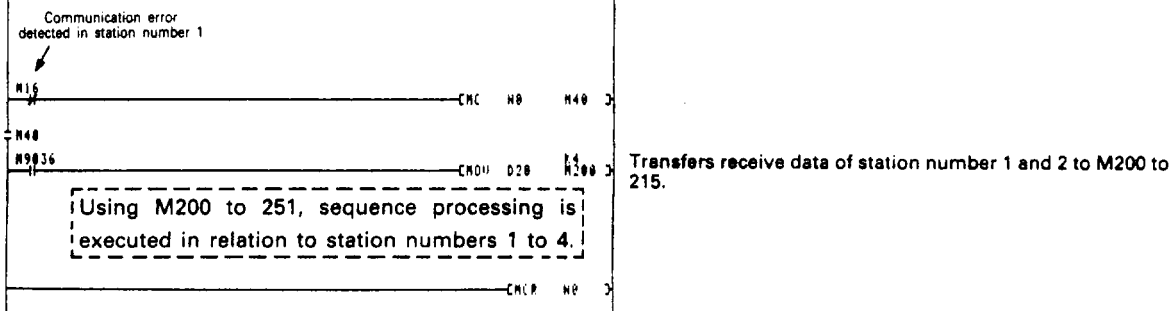 Communication error
detected in station number 1
M16
MC N0 M40
M40
M9036
MOV D20 K4
M200
Transfers receive data of station number 1 and 2 to M200 to
215.
Using M200 to 251, sequence processing is
executed in relation to station numbers 1 to 4.
MCR N0